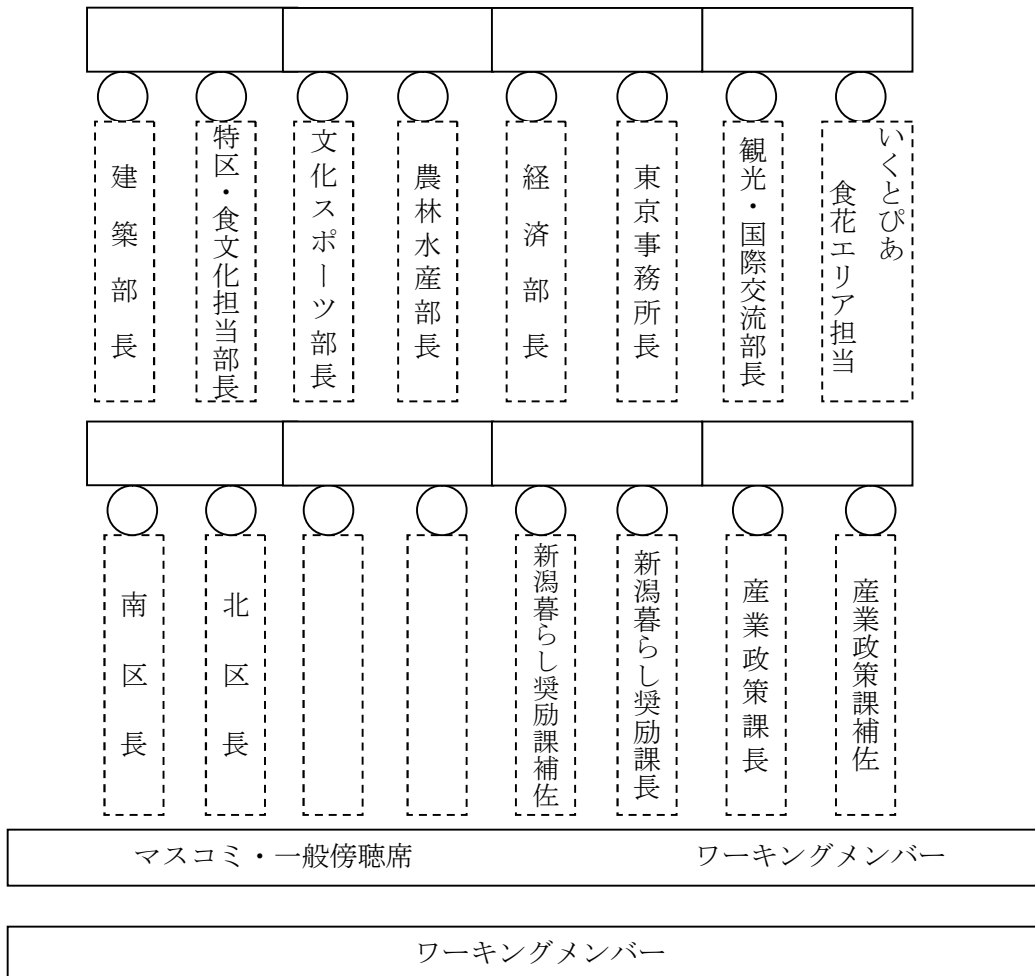 建築部長
特区・食文化担当部長
文化スポーツ部長
農林水産部長
経済部長
東京事務所長
観光・国際交流部長
いくとぴあ
食花エリア担当
南区長
北区長
新潟暮らし奨励課補佐
新潟暮らし奨励課長
産業政策課長
産業政策課補佐
マスコミ・一般傍聴席
ワーキングメンバー
ワーキングメンバー